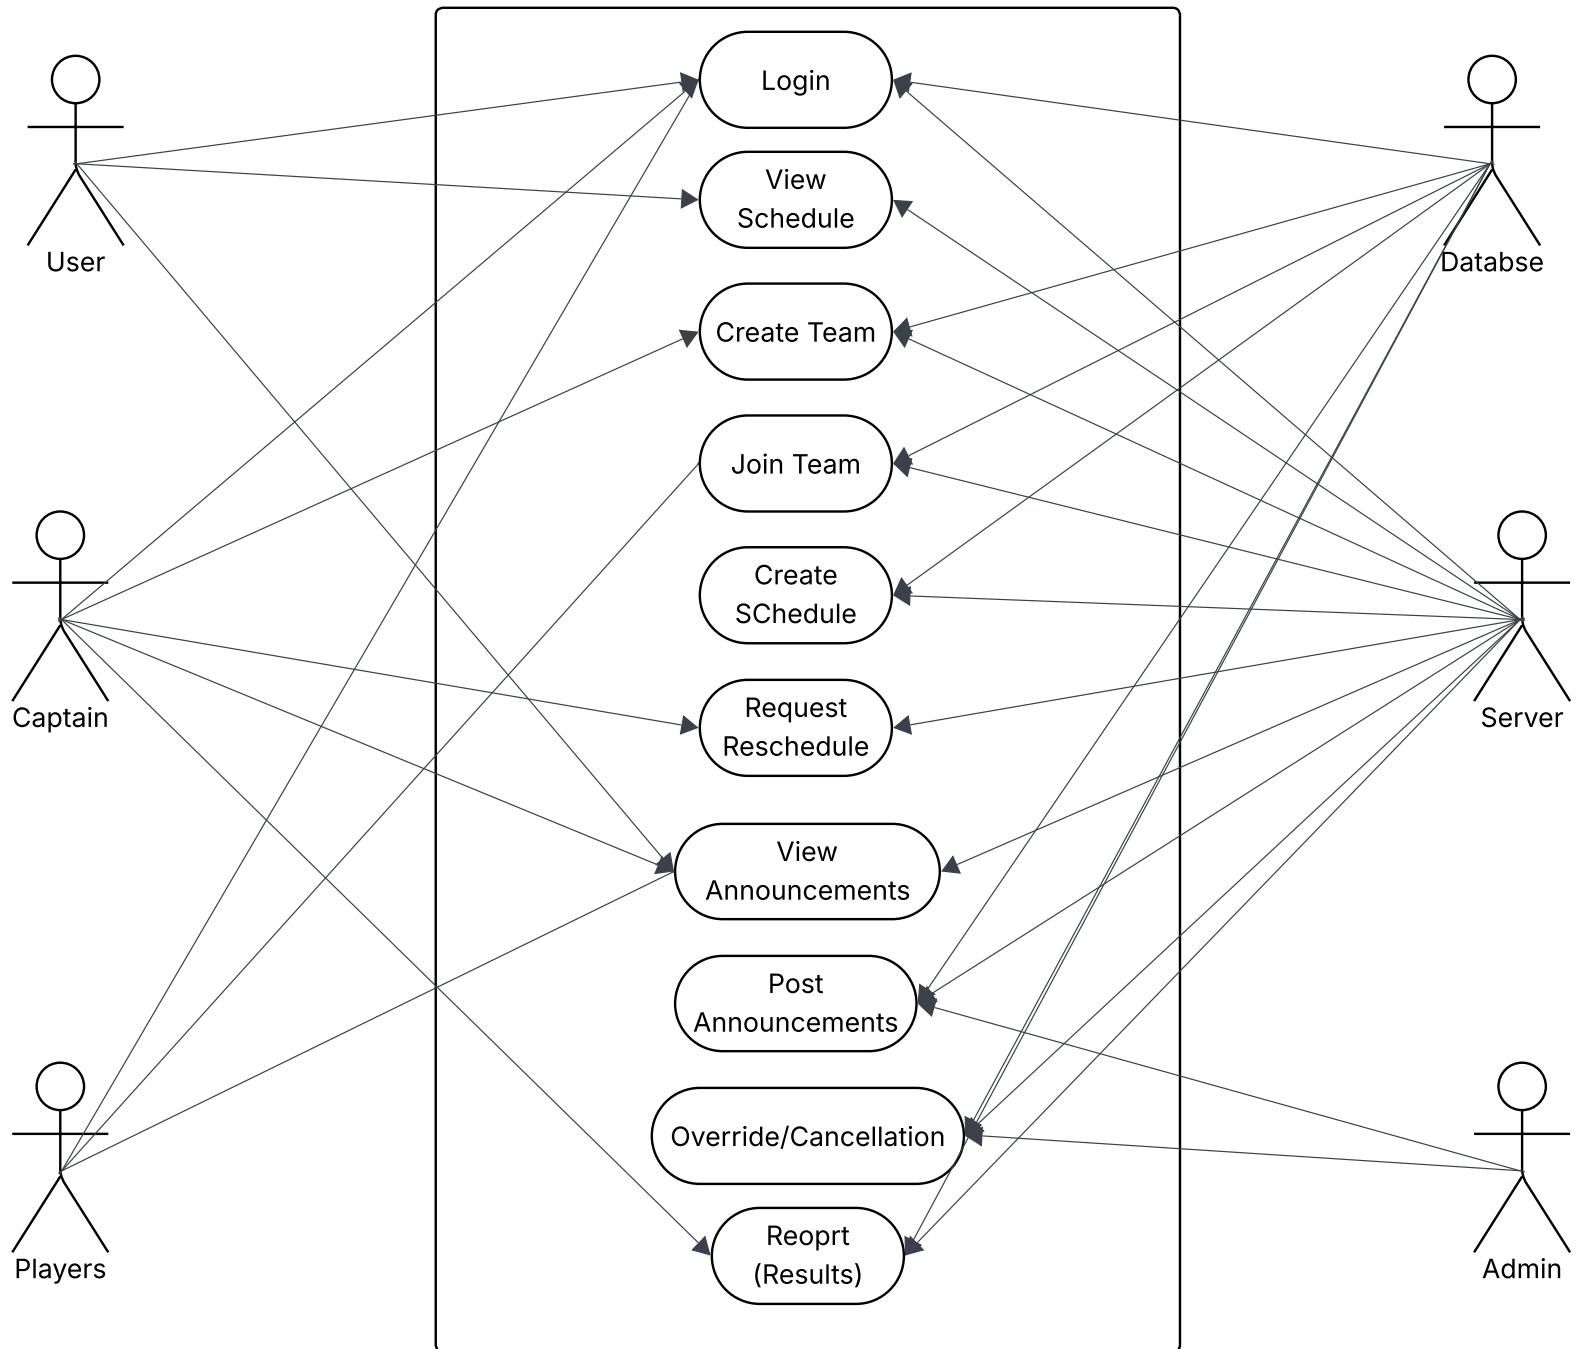 Login
View
Schedule
User
Databse
Create Team
Join Team
Create
SChedule
Captain
Request
Reschedule
Server
View
Announcements
Post
Announcements
Override/Cancellation
Reoprt
(Results)
Players
Admin